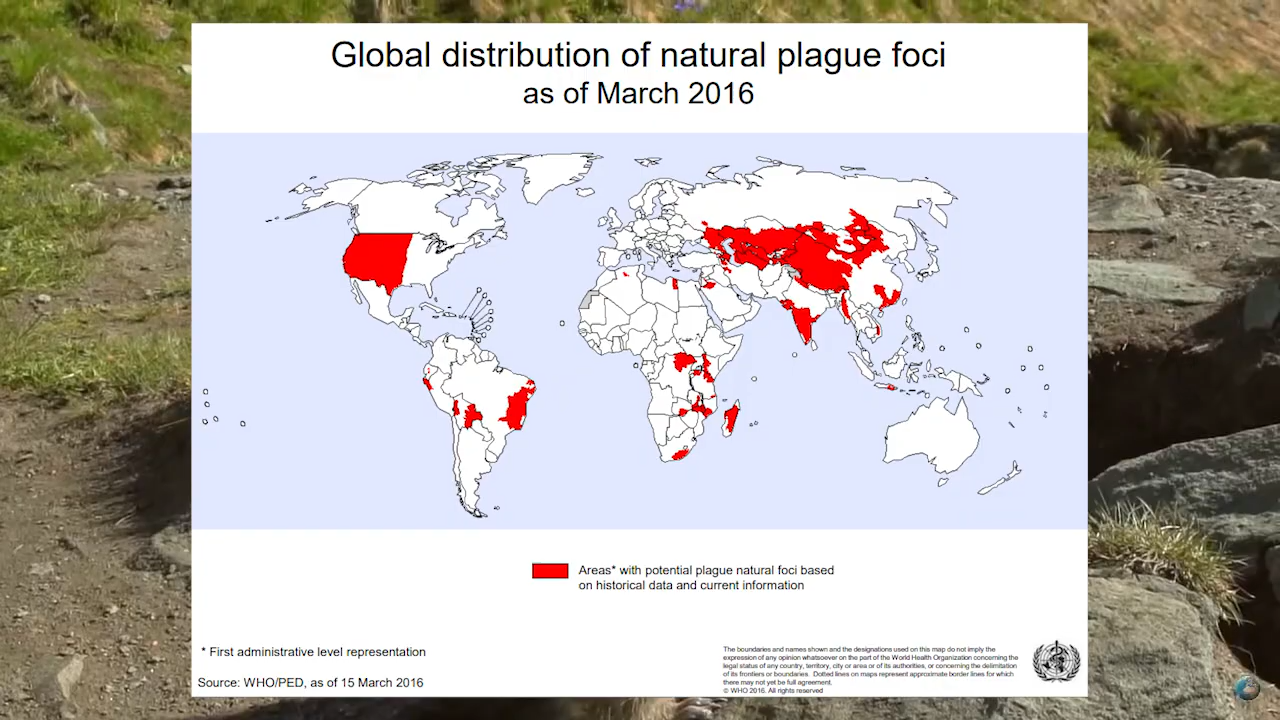 Global distribution of natural plague foci
as of March 2016
Areas* with potential plague natural foci based
on historical data and current information
* First administrative level representation
Source: WHO/PED, as of 15 March 2016
The boundaries and names shown and the designations used on this map do not imply the
expression of any opinion whatsoever on the part of the World Health Organization concerning the
legal status of any country, territory, city or area or of its authorities, or concerning the delimitation
of its frontiers or boundaries. Dotted lines on maps represent approximate border lines for which
there may not yet be full agreement.
© WHO 2016. All rights reserved